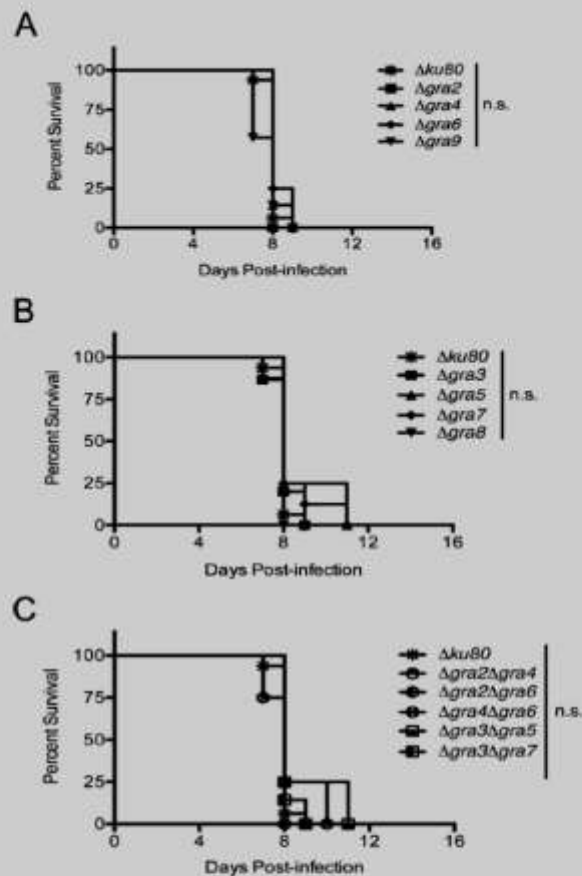 A
Percent Survival
100
75
50
25
0
0 4 8 12 16
Days Post-infection
Δku80
Δgra2
Δgra4
Δgra6
Δgra9
n.s.
B
Percent Survival
100
75
50
25
0
0 4 8 12 16
Days Post-infection
Δku80
Δgra3
Δgra5
Δgra7
Δgra8
n.s.
C
Percent Survival
100
75
50
25
0
0 4 8 12 16
Days Post-infection
Δku80
Δgra2Δgra4
Δgra2Δgra6
Δgra4Δgra6
Δgra3Δgra5
Δgra3Δgra7
n.s.